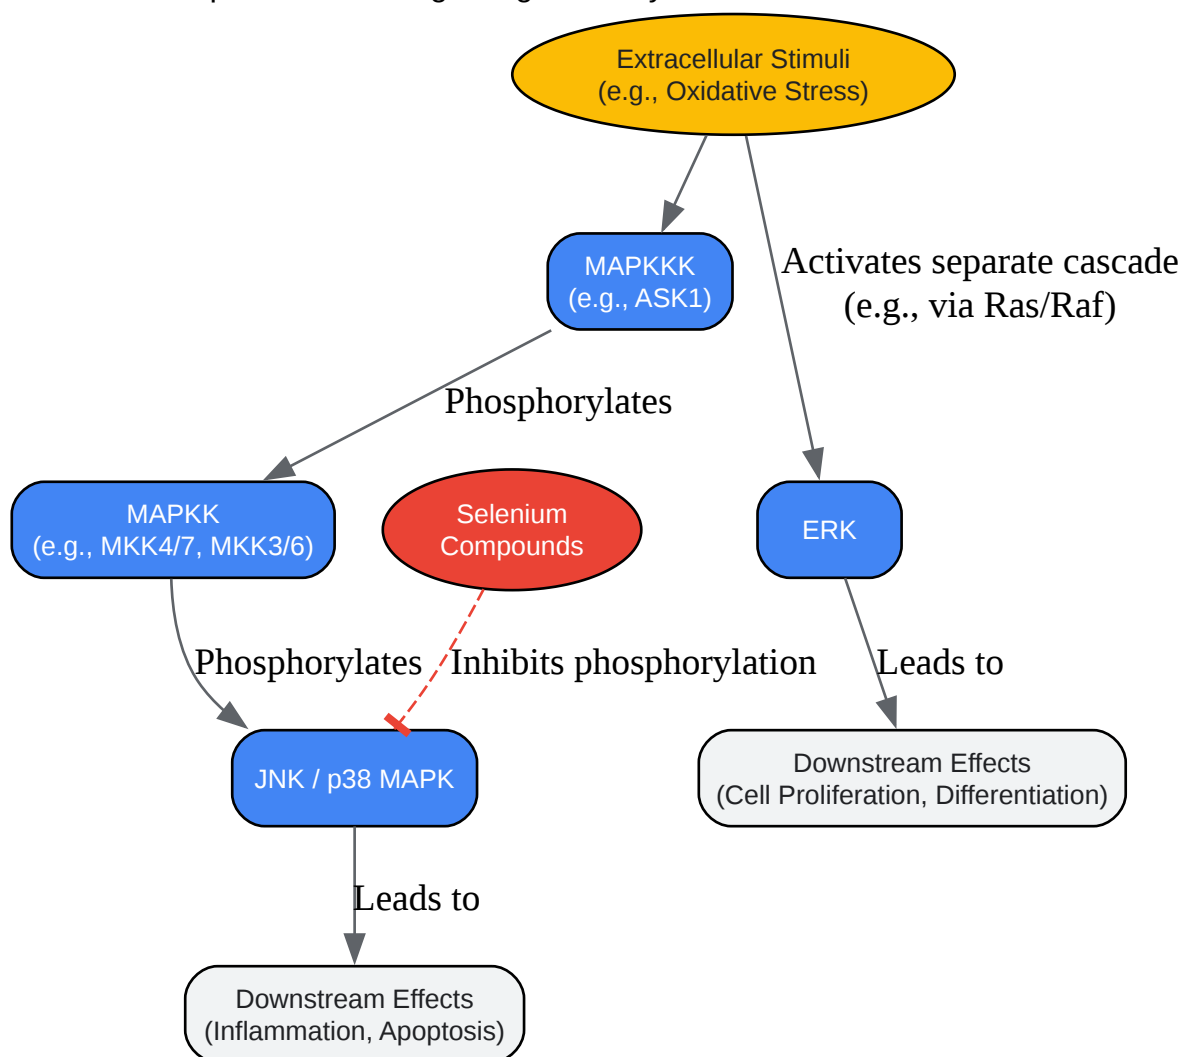 Extracellular Stimuli
(e.g., Oxidative Stress)
MAPKKK
(e.g., ASK1)
Activates separate cascade
(e.g., via Ras/Raf)
Phosphorylates
MAPKK
(e.g., MKK4/7, MKK3/6)
Selenium
Compounds
ERK
Phosphorylates
Inhibits phosphorylation
Leads to
JNK / p38 MAPK
Downstream Effects
(Cell Proliferation, Differentiation)
Leads to
Downstream Effects
(Inflammation, Apoptosis)